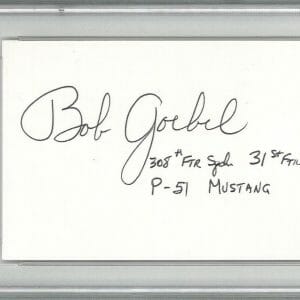 Bob Goebel
308th FTR Sqdn 31st FTR
P-51 MUSTANG